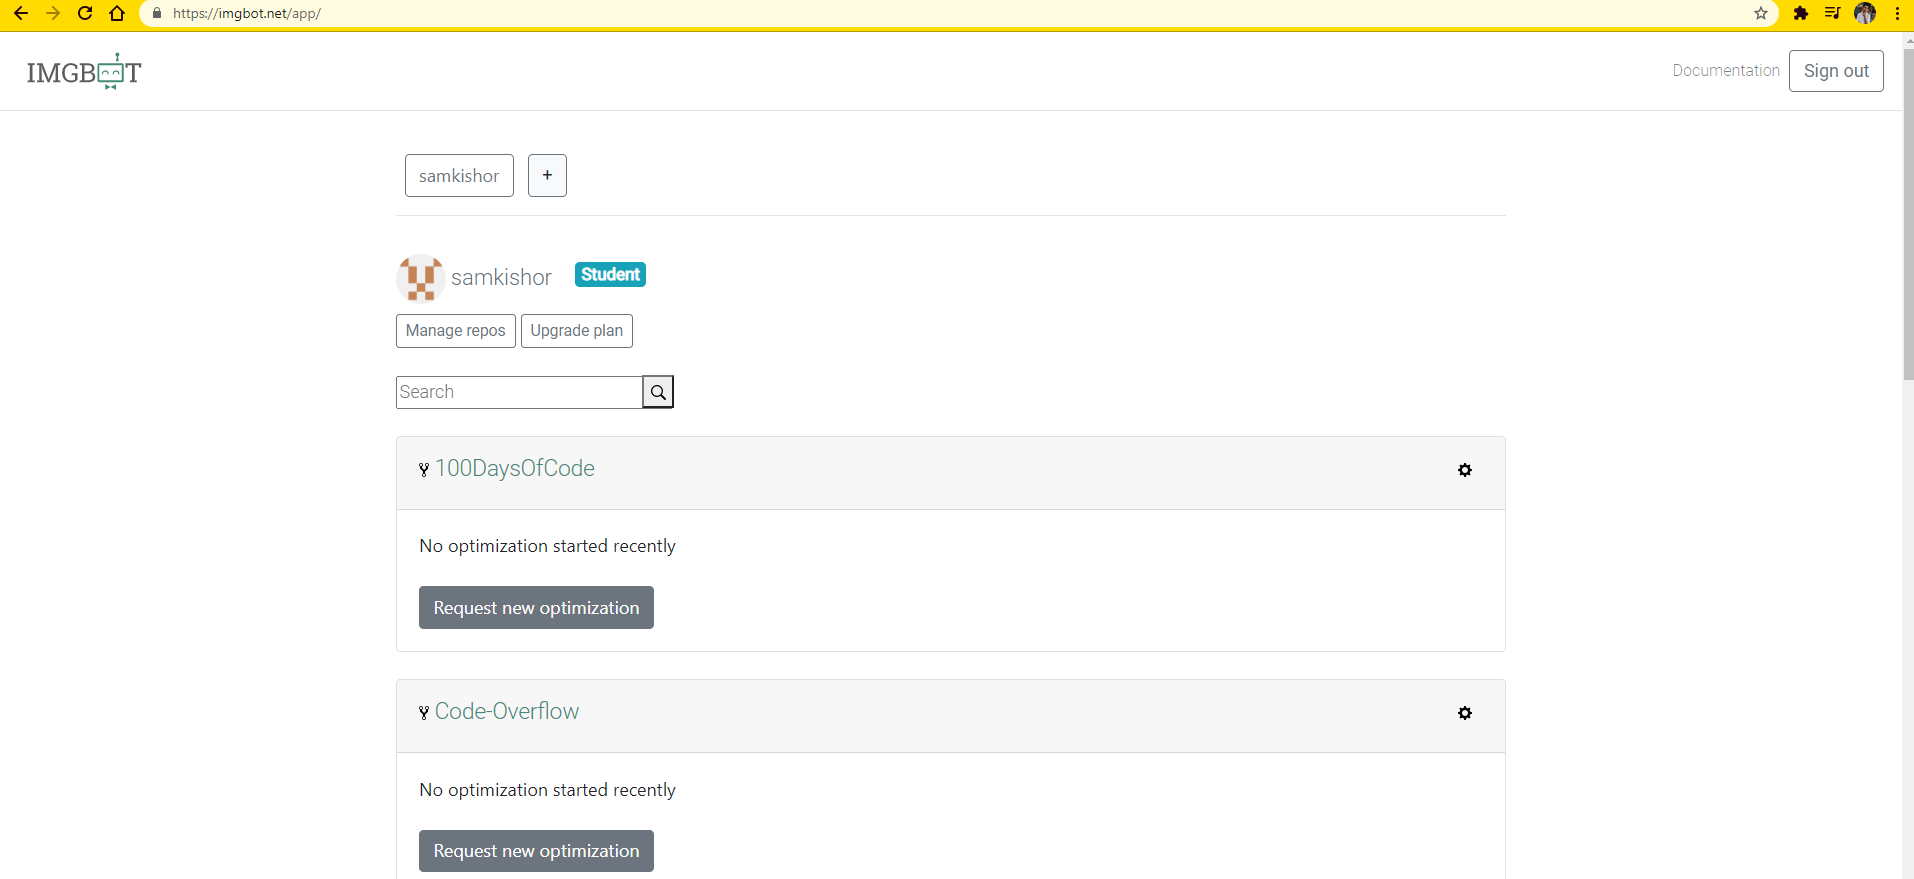 https://imgbot.net/app/
IMGBOT
Documentation
Sign out
samkishor
+
samkishor
Student
Manage repos
Upgrade plan
Search
100DaysOfCode
No optimization started recently
Request new optimization
Code-Overflow
No optimization started recently
Request new optimization